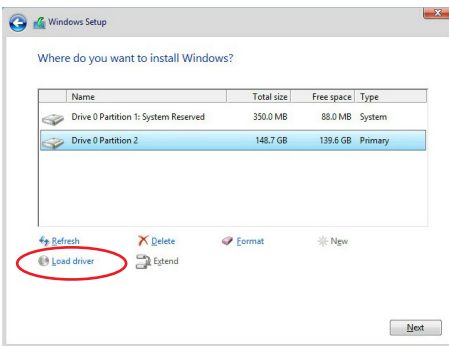 Windows Setup
Where do you want to install Windows?
Name Total size Free space Type
Drive 0 Partition 1: System Reserved 350.0 MB 88.0 MB System
Drive 0 Partition 2 148.7 GB 139.6 GB Primary
Refresh Delete Format New
Load driver Extend
Next